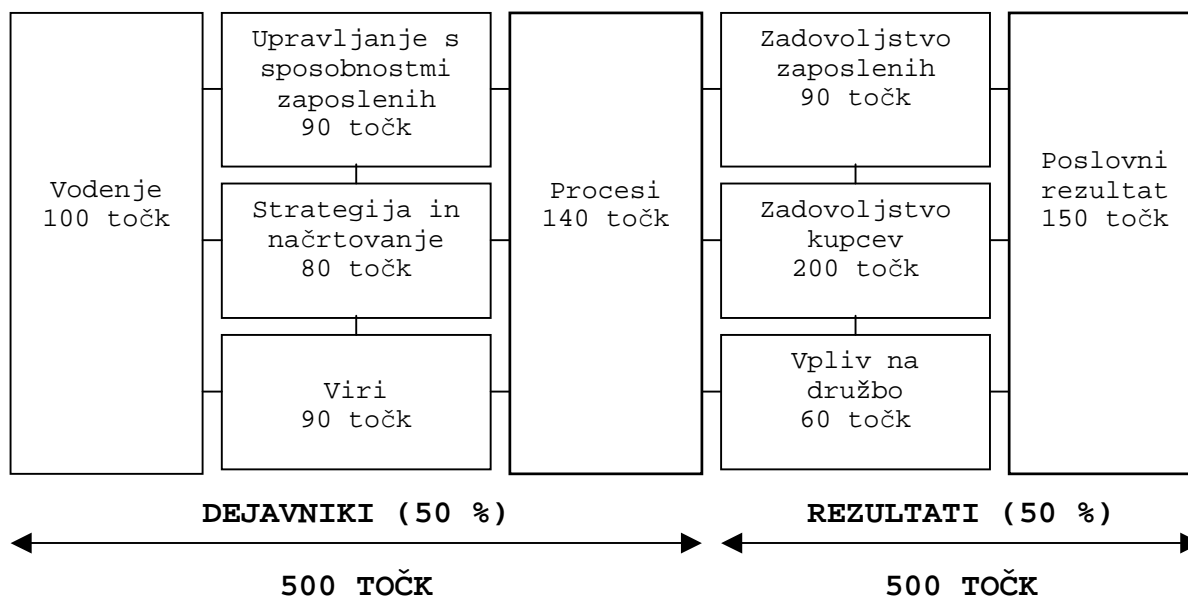 Vodenje
100 točk
Upravljanje s
sposobnostmi
zaposlenih
90 točk
Strategija in
načrtovanje
80 točk
Viri
90 točk
Procesi
140 točk
Zadovoljstvo
zaposlenih
90 točk
Zadovoljstvo
kupcev
200 točk
Vpliv na
družbo
60 točk
Poslovni
rezultat
150 točk
DEJAVNIKI (50 %)
500 TOČK
REZULTATI (50 %)
500 TOČK